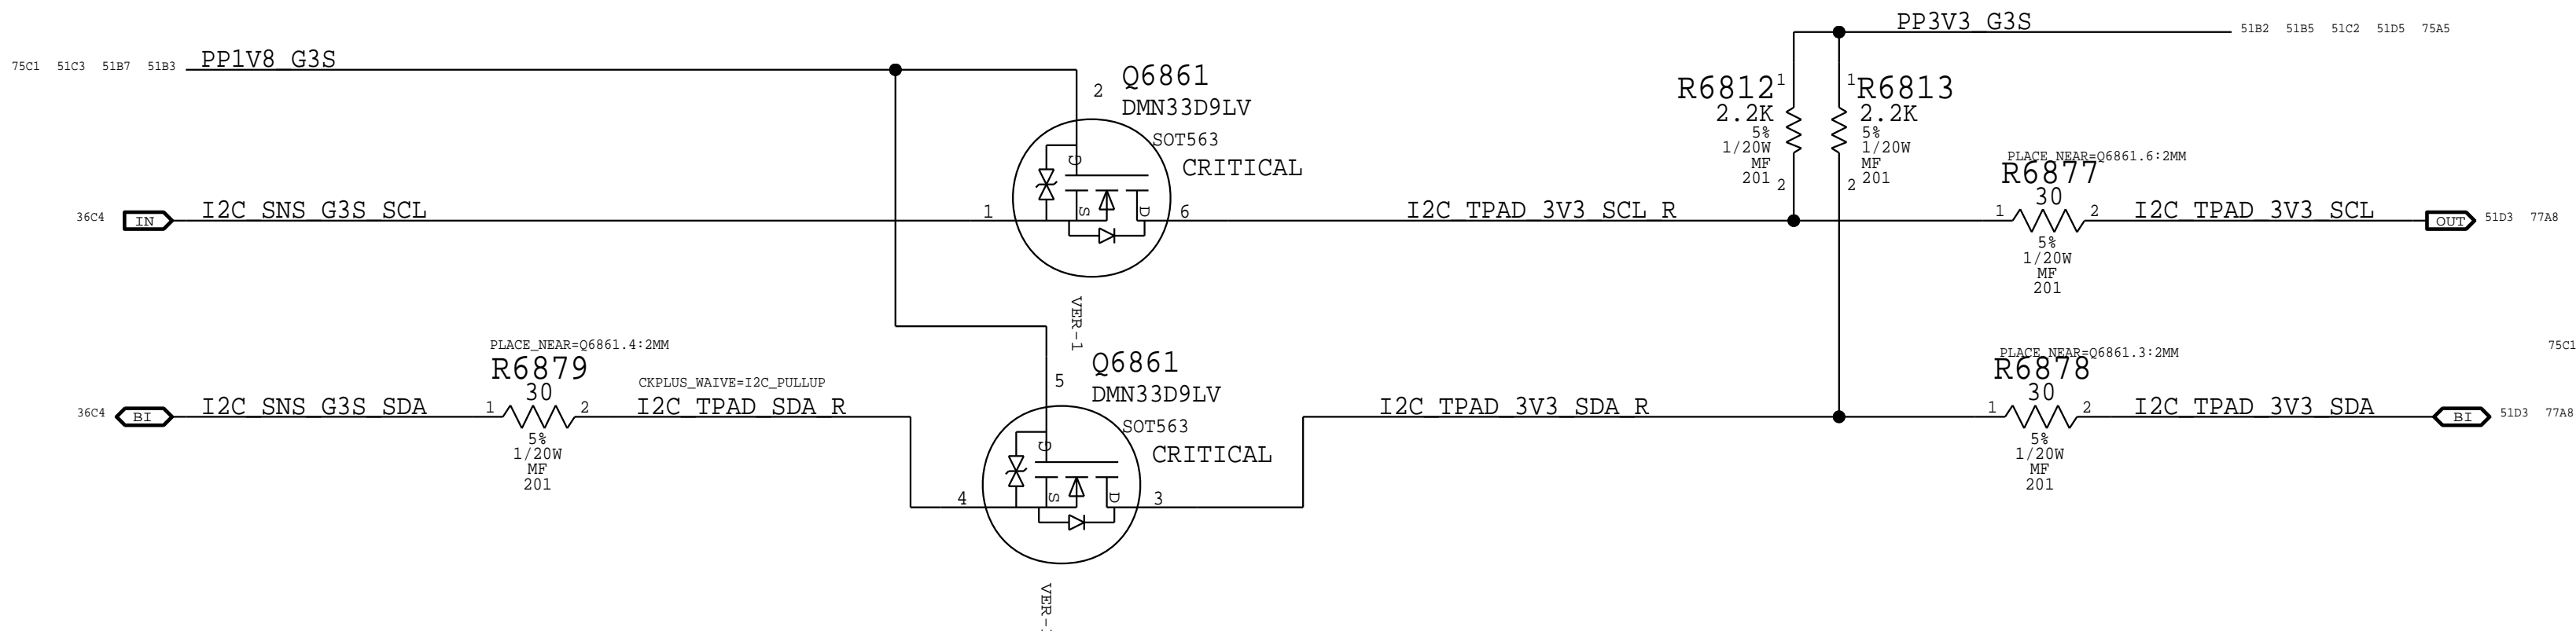 PP3V3_G3S
51B2 51B5 51C2 51D5 75A5
75C1 51C3 51B7 51B3
PP1V8_G3S
2
Q6861
DMN33D9LV
SOT563
CRITICAL
G
S
D
1
6
VER-1
R6812
2.2K
5%
1/20W
MF
201
1
2
R6813
2.2K
5%
1/20W
MF
201
1
2
36C4
IN
I2C_SNS_G3S_SCL
I2C_TPAD_3V3_SCL_R
PLACE_NEAR=Q6861.6:2MM
R6877
30
1
2
5%
1/20W
MF
201
I2C_TPAD_3V3_SCL
OUT
51D3 77A8
75C1
36C4
BI
I2C_SNS_G3S_SDA
PLACE_NEAR=Q6861.4:2MM
R6879
30
1
2
5%
1/20W
MF
201
CKPLUS_WAIVE=I2C_PULLUP
I2C_TPAD_SDA_R
5
Q6861
DMN33D9LV
SOT563
CRITICAL
G
S
D
4
3
VER-
I2C_TPAD_3V3_SDA_R
PLACE_NEAR=Q6861.3:2MM
R6878
30
1
2
5%
1/20W
MF
201
I2C_TPAD_3V3_SDA
BI
51D3 77A8